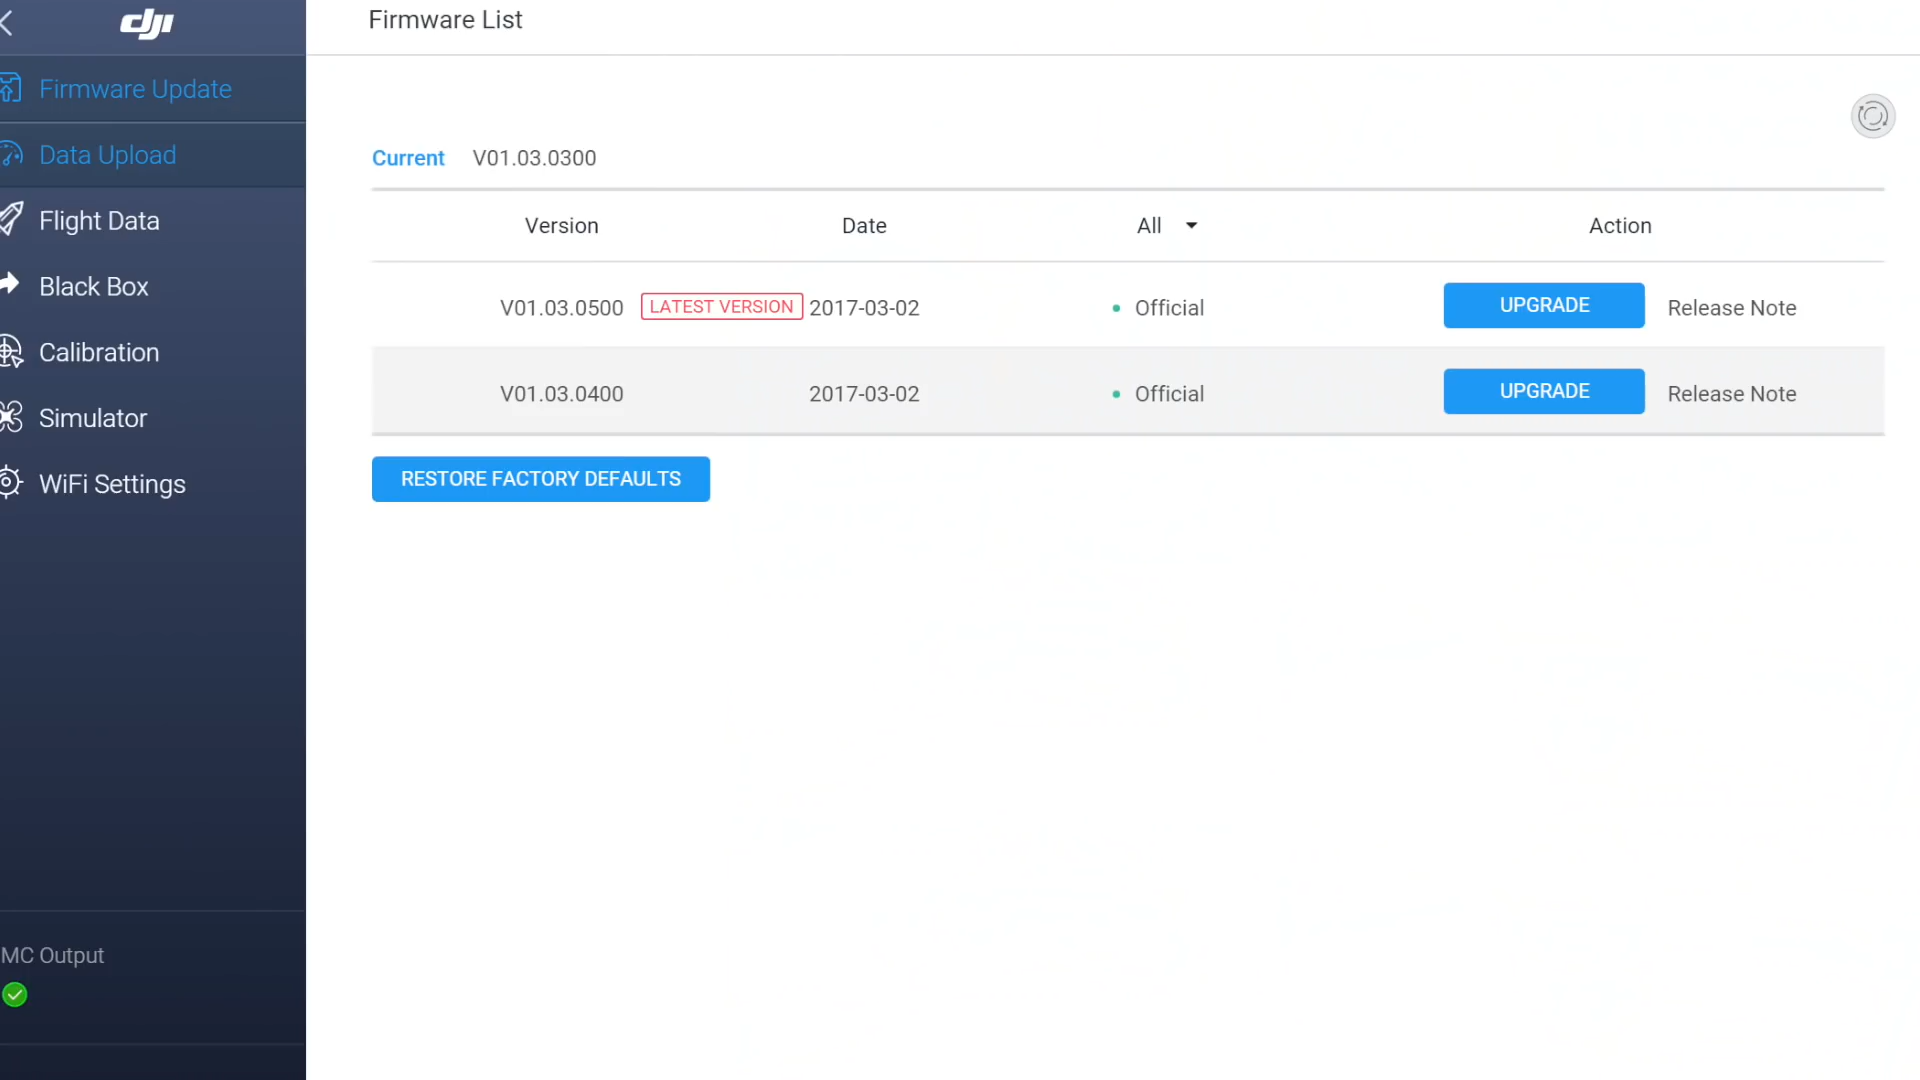 dji
Firmware List
Firmware Update
Data Upload
Flight Data
Black Box
Calibration
Simulator
WiFi Settings
MC Output
Current V01.03.0300
Version Date All Action
V01.03.0500 LATEST VERSION 2017-03-02 Official UPGRADE Release Note
V01.03.0400 2017-03-02 Official UPGRADE Release Note
RESTORE FACTORY DEFAULTS